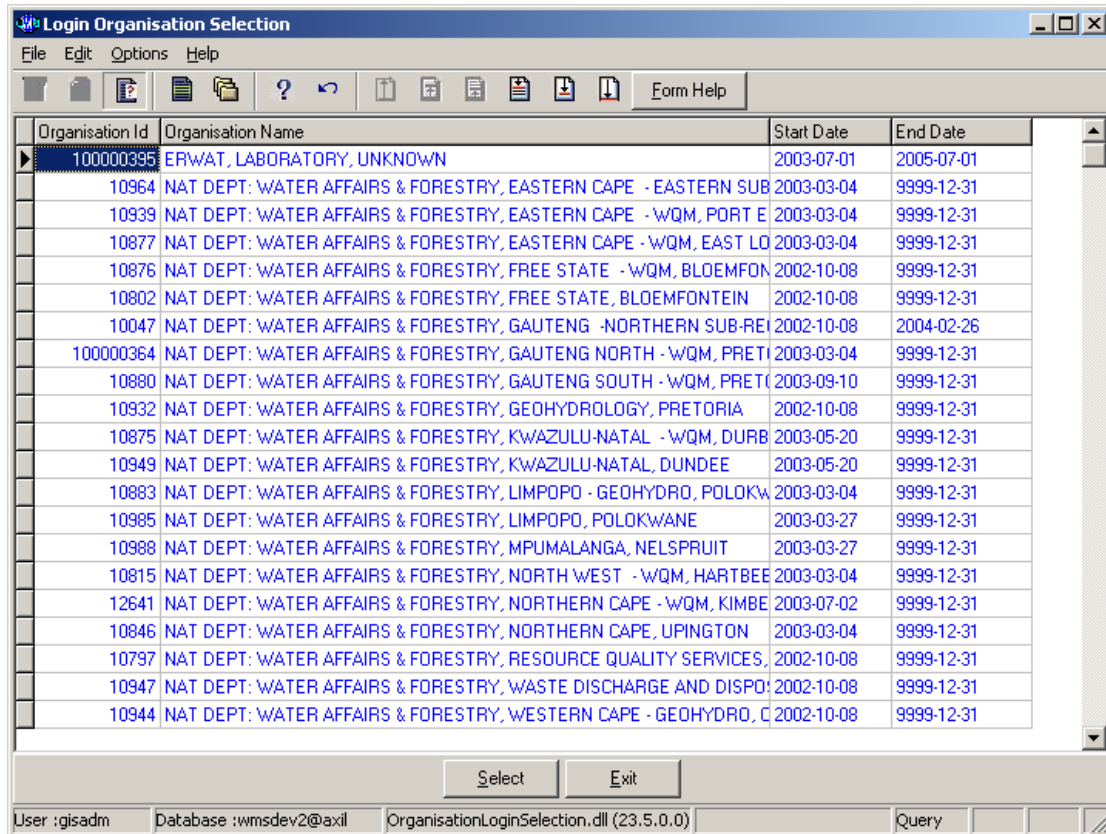 Login Organisation Selection
File Edit Options Help
? Form Help
Organisation Id Organisation Name Start Date End Date
100000395 ERWAT, LABORATORY, UNKNOWN 2003-07-01 2005-07-01
10964 NAT DEPT: WATER AFFAIRS & FORESTRY, EASTERN CAPE - EASTERN SUB 2003-03-04 9999-12-31
10939 NAT DEPT: WATER AFFAIRS & FORESTRY, EASTERN CAPE - WQM, PORT E 2003-03-04 9999-12-31
10877 NAT DEPT: WATER AFFAIRS & FORESTRY, EASTERN CAPE - WQM, EAST LO 2003-03-04 9999-12-31
10876 NAT DEPT: WATER AFFAIRS & FORESTRY, FREE STATE - WQM, BLOEMFON 2002-10-08 9999-12-31
10802 NAT DEPT: WATER AFFAIRS & FORESTRY, FREE STATE, BLOEMFONTEIN 2002-10-08 9999-12-31
10047 NAT DEPT: WATER AFFAIRS & FORESTRY, GAUTENG -NORTHERN SUB-RE 2002-10-08 2004-02-26
100000364 NAT DEPT: WATER AFFAIRS & FORESTRY, GAUTENG NORTH - WQM, PRET 2003-03-04 9999-12-31
10880 NAT DEPT: WATER AFFAIRS & FORESTRY, GAUTENG SOUTH - WQM, PRET 2003-09-10 9999-12-31
10932 NAT DEPT: WATER AFFAIRS & FORESTRY, GEOHYDROLOGY, PRETORIA 2002-10-08 9999-12-31
10875 NAT DEPT: WATER AFFAIRS & FORESTRY, KWAZULU-NATAL - WQM, DURB 2003-05-20 9999-12-31
10949 NAT DEPT: WATER AFFAIRS & FORESTRY, KWAZULU-NATAL, DUNDEE 2003-05-20 9999-12-31
10883 NAT DEPT: WATER AFFAIRS & FORESTRY, LIMPOPO - GEOHYDRO, POLOKW 2003-03-04 9999-12-31
10985 NAT DEPT: WATER AFFAIRS & FORESTRY, LIMPOPO, POLOKWANE 2003-03-27 9999-12-31
10988 NAT DEPT: WATER AFFAIRS & FORESTRY, MPUMALANGA, NELSPRUIT 2003-03-27 9999-12-31
10815 NAT DEPT: WATER AFFAIRS & FORESTRY, NORTH WEST - WQM, HARTBEE 2003-03-04 9999-12-31
12641 NAT DEPT: WATER AFFAIRS & FORESTRY, NORTHERN CAPE - WQM, KIMBE 2003-07-02 9999-12-31
10846 NAT DEPT: WATER AFFAIRS & FORESTRY, NORTHERN CAPE, UPINGTON 2003-03-04 9999-12-31
10797 NAT DEPT: WATER AFFAIRS & FORESTRY, RESOURCE QUALITY SERVICES, 2002-10-08 9999-12-31
10947 NAT DEPT: WATER AFFAIRS & FORESTRY, WASTE DISCHARGE AND DISPO 2002-10-08 9999-12-31
10944 NAT DEPT: WATER AFFAIRS & FORESTRY, WESTERN CAPE - GEOHYDRO, C 2002-10-08 9999-12-31
Select Exit
User :gisadm Database :wmsdev2@axil OrganisationLoginSelection.dll (23.5.0.0) Query